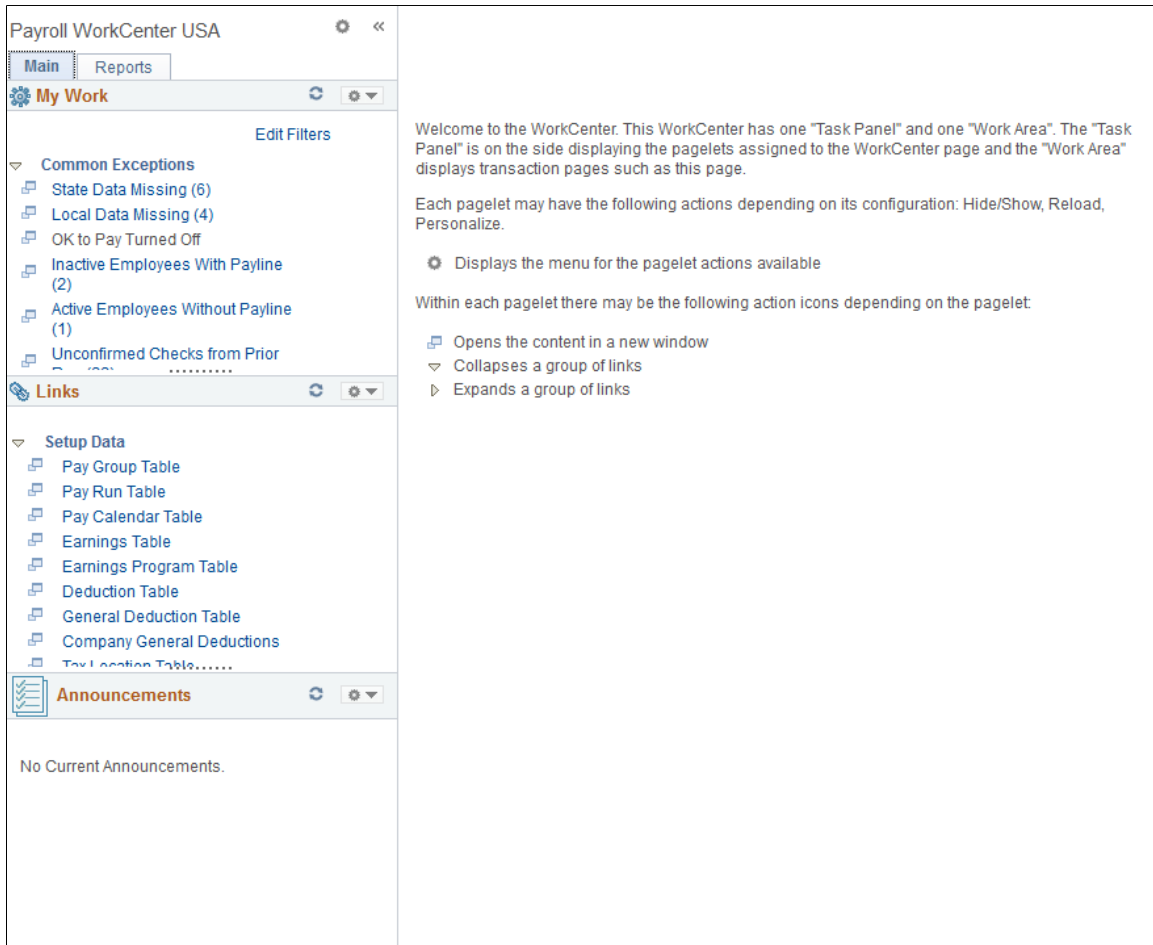 Payroll WorkCenter USA
Main
Reports
My Work
Edit Filters
Common Exceptions
State Data Missing (6)
Local Data Missing (4)
OK to Pay Turned Off
Inactive Employees With Payline
(2)
Active Employees Without Payline
(1)
Unconfirmed Checks from Prior
Links
Setup Data
Pay Group Table
Pay Run Table
Pay Calendar Table
Earnings Table
Earnings Program Table
Deduction Table
General Deduction Table
Company General Deductions
Tax Location Table
Announcements
No Current Announcements.
Welcome to the WorkCenter. This WorkCenter has one "Task Panel" and one "Work Area". The "Task
Panel" is on the side displaying the pagelets assigned to the WorkCenter page and the "Work Area"
displays transaction pages such as this page.
Each pagelet may have the following actions depending on its configuration: Hide/Show, Reload,
Personalize.
Displays the menu for the pagelet actions available
Within each pagelet there may be the following action icons depending on the pagelet:
Opens the content in a new window
Collapses a group of links
Expands a group of links